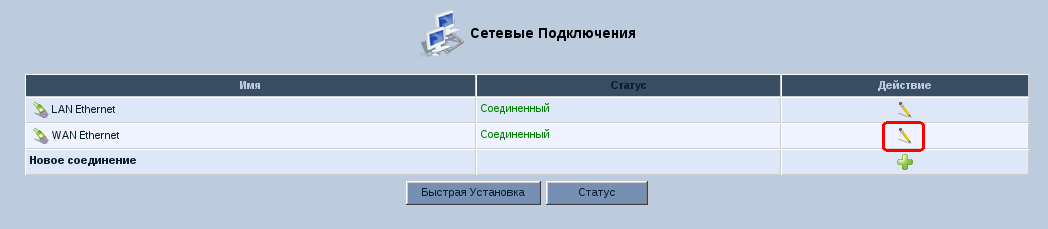 Сетевые Подключения
Имя Статус Действие
LAN Ethernet Соединенный
WAN Ethernet Соединенный
Новое соединение
Быстрая Установка Статус